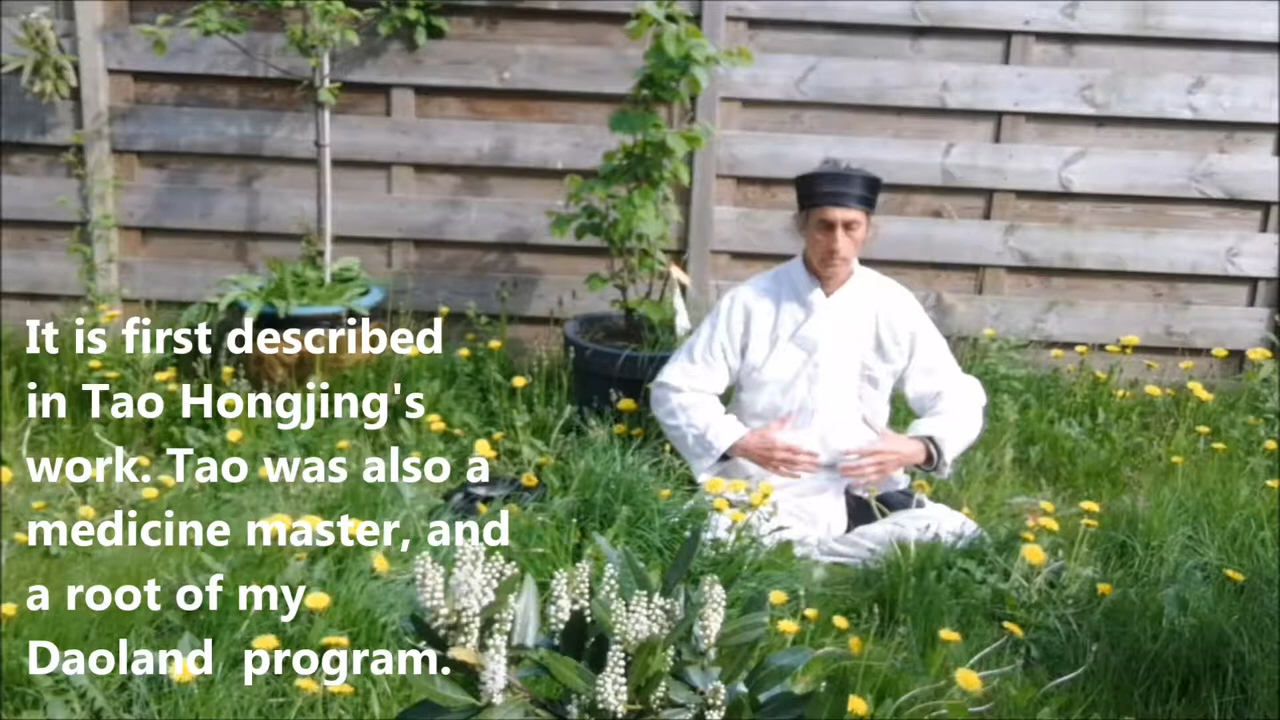 It is first described
in Tao Hongjing's
work. Tao was also a
medicine master, and
a root of my
Daoland program.